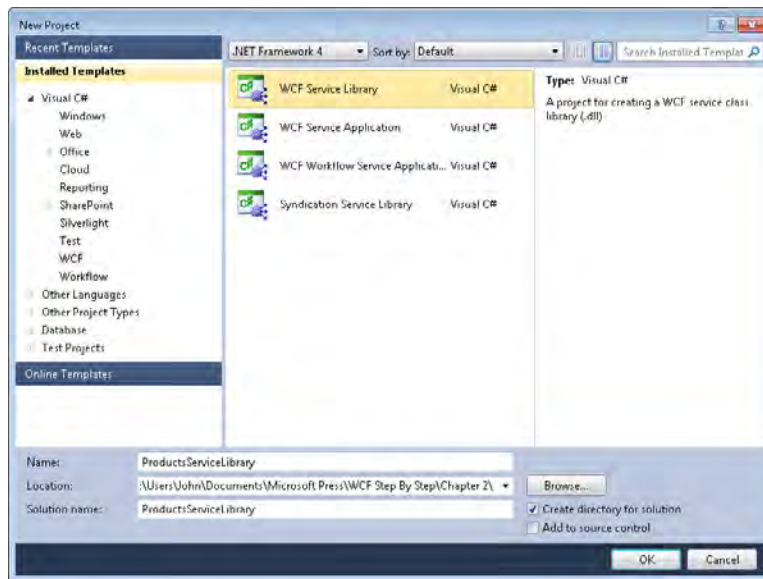 New Project
Recent Templates
.NET Framework 4
Sort by: Default
Search Installed Templat
Installed Templates
Visual C#
Windows
Web
Office
Cloud
Reporting
SharePoint
Silverlight
Test
WCF
Workflow
Other Languages
Other Project Types
Database
Test Projects
Online Templates
WCF Service Library Visual C#
WCF Service Application Visual C#
WCF Workflow Service Applicati... Visual C#
Syndication Service Library Visual C#
Type: Visual C#
A project for creating a WCF service class
library (.dll)
Name: ProductsServiceLibrary
Location: :\Users\John\Documents\Microsoft Press\WCF Step By Step\Chapter 2\
Browse...
Solution name: ProductsServiceLibrary
Create directory for solution
Add to source control
OK
Cancel